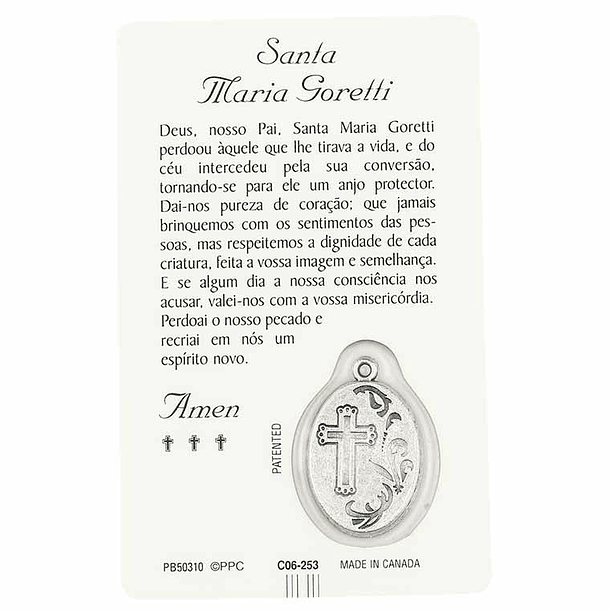 Santa
Maria Goretti
Deus, nosso Pai, Santa Maria Goretti
perdoou àquele que lhe tirava a vida, e do
céu intercedeu pela sua conversão,
tornando-se para ele um anjo protector.
Dai-nos pureza de coração; que jamais
brinquemos com os sentimentos das pes-
soas, mas respeitemos a dignidade de cada
criatura, feita a vossa imagem e semelhança.
E se algum dia a nossa consciência nos
acusar, valei-nos com a vossa misericórdia.
Perdoai o nosso pecado e
recriai em nós um
espírito novo.
Amen
PATENTED
PB50310 ©PPC C06-253 MADE IN CANADA